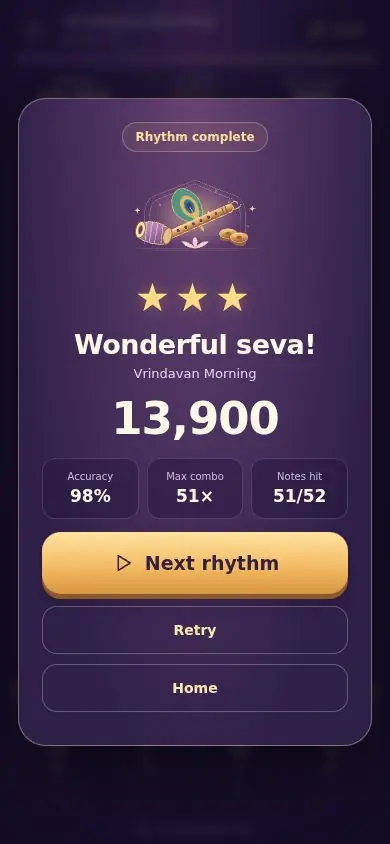 Rhythm complete
Wonderful seva!
Vrindavan Morning
13,900
Accuracy
98%
Max combo
51×
Notes hit
51/52
Next rhythm
Retry
Home